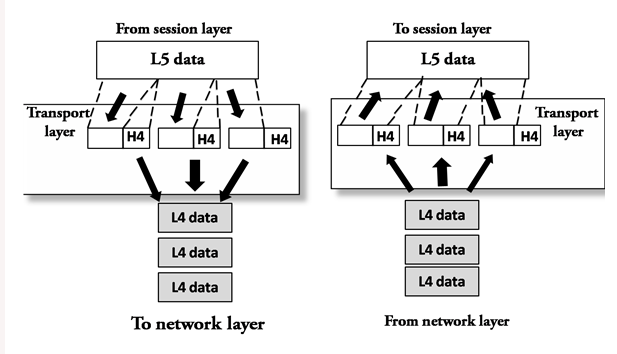 From session layer
L5 data
Transport
layer
H4
H4
H4
L4 data
L4 data
L4 data
To network layer
To session layer
L5 data
Transport
layer
H4
H4
H4
L4 data
L4 data
L4 data
From network layer